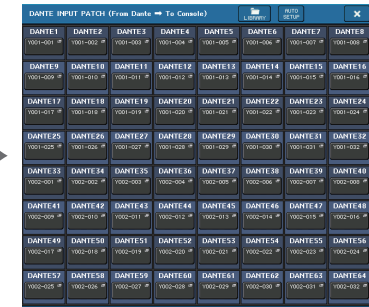 DANTE INPUT PATCH (From Dante ➡ To Console)
LIBRARY
AUTO SETUP
DANTE1 DANTE2 DANTE3 DANTE4 DANTE5 DANTE6 DANTE7 DANTE8
Y001-001 Y001-002 Y001-003 Y001-004 Y001-005 Y001-006 Y001-007 Y001-008
DANTE9 DANTE10 DANTE11 DANTE12 DANTE13 DANTE14 DANTE15 DANTE16
Y001-009 Y001-010 Y001-011 Y001-012 Y001-013 Y001-014 Y001-015 Y001-016
DANTE17 DANTE18 DANTE19 DANTE20 DANTE21 DANTE22 DANTE23 DANTE24
Y001-017 Y001-018 Y001-019 Y001-020 Y001-021 Y001-022 Y001-023 Y001-024
DANTE25 DANTE26 DANTE27 DANTE28 DANTE29 DANTE30 DANTE31 DANTE32
Y001-025 Y001-026 Y001-027 Y001-028 Y001-029 Y001-030 Y001-031 Y001-032
DANTE33 DANTE34 DANTE35 DANTE36 DANTE37 DANTE38 DANTE39 DANTE40
Y002-001 Y002-002 Y002-003 Y002-004 Y002-005 Y002-006 Y002-007 Y002-008
DANTE41 DANTE42 DANTE43 DANTE44 DANTE45 DANTE46 DANTE47 DANTE48
Y002-009 Y002-010 Y002-011 Y002-012 Y002-013 Y002-014 Y002-015 Y002-016
DANTE49 DANTE50 DANTE51 DANTE52 DANTE53 DANTE54 DANTE55 DANTE56
Y002-017 Y002-018 Y002-019 Y002-020 Y002-021 Y002-022 Y002-023 Y002-024
DANTE57 DANTE58 DANTE59 DANTE60 DANTE61 DANTE62 DANTE63 DANTE64
Y002-025 Y002-026 Y002-027 Y002-028 Y002-029 Y002-030 Y002-031 Y002-032